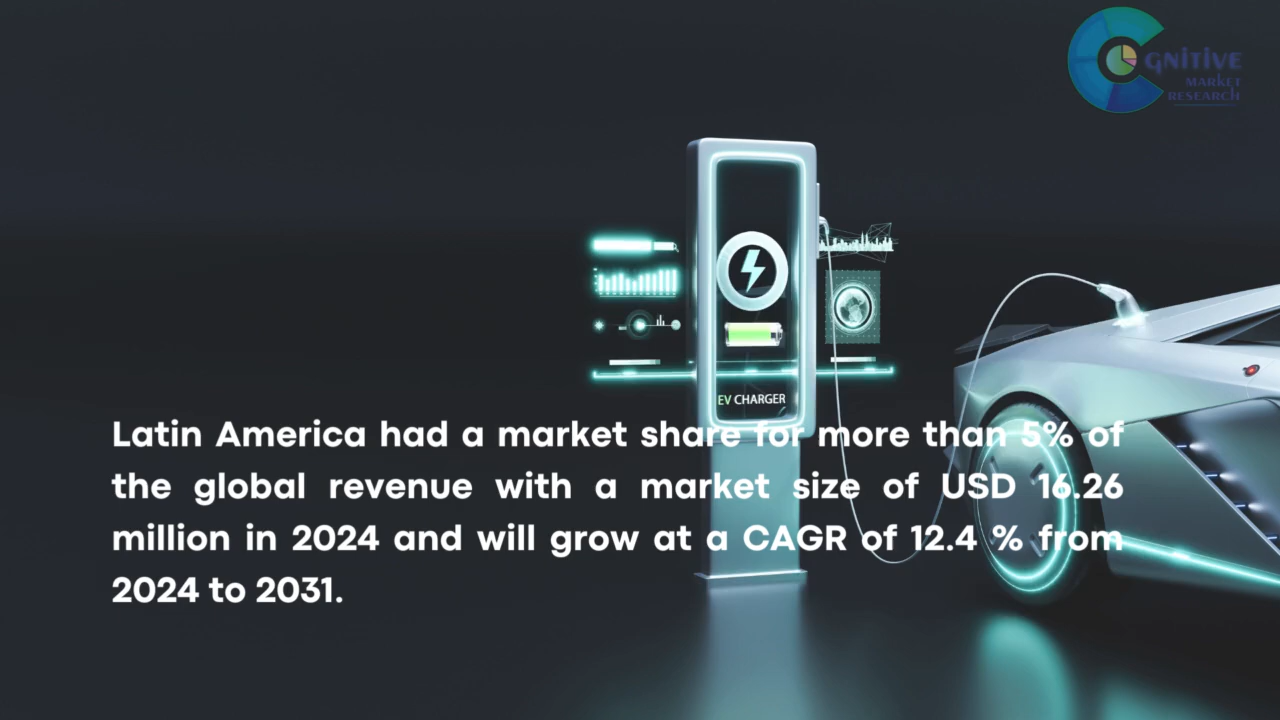 GNITIVE
MARKET
RESEARCH
EV CHARGER
Latin America had a market share for more than 5% of
the global revenue with a market size of USD 16.26
million in 2024 and will grow at a CAGR of 12.4 % from
2024 to 2031.